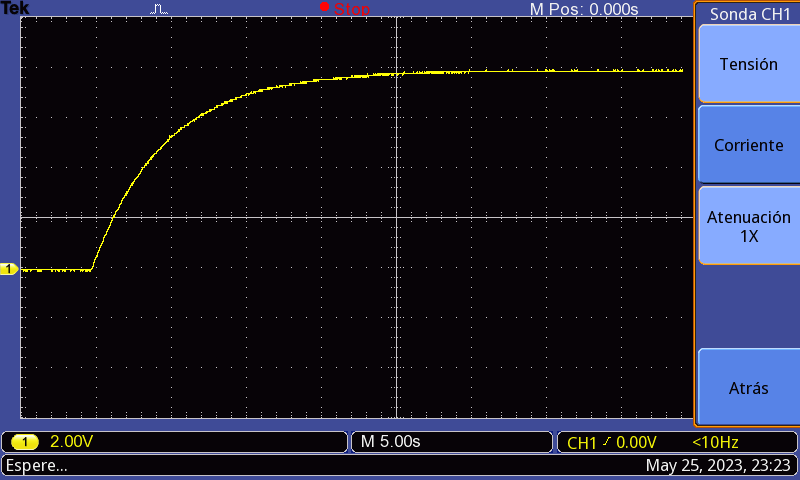 Tek Stop M Pos: 0.000s Sonda CH1
Tensión
Corriente
Atenuación
1X
1
Atrás
1 2.00V M 5.00s CH1 0.00V <10Hz
Espere... May 25, 2023, 23:23